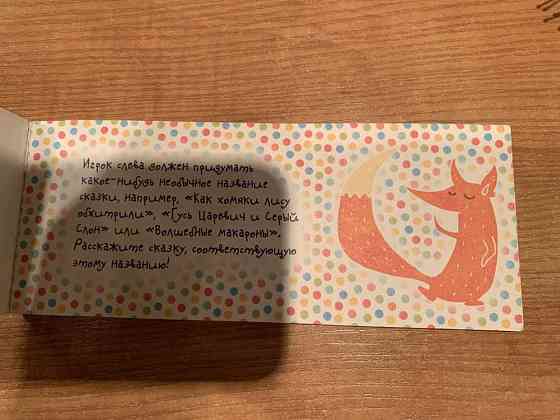 Игрок слева должен придумать
какое-нибудь необычное название
сказки, например, «Как хомяки лису
обхитрили», «Гусь Царевич и Серый
Слон» или «Волшебные макароны».
Расскажите сказку, соответствующую
этому названию!